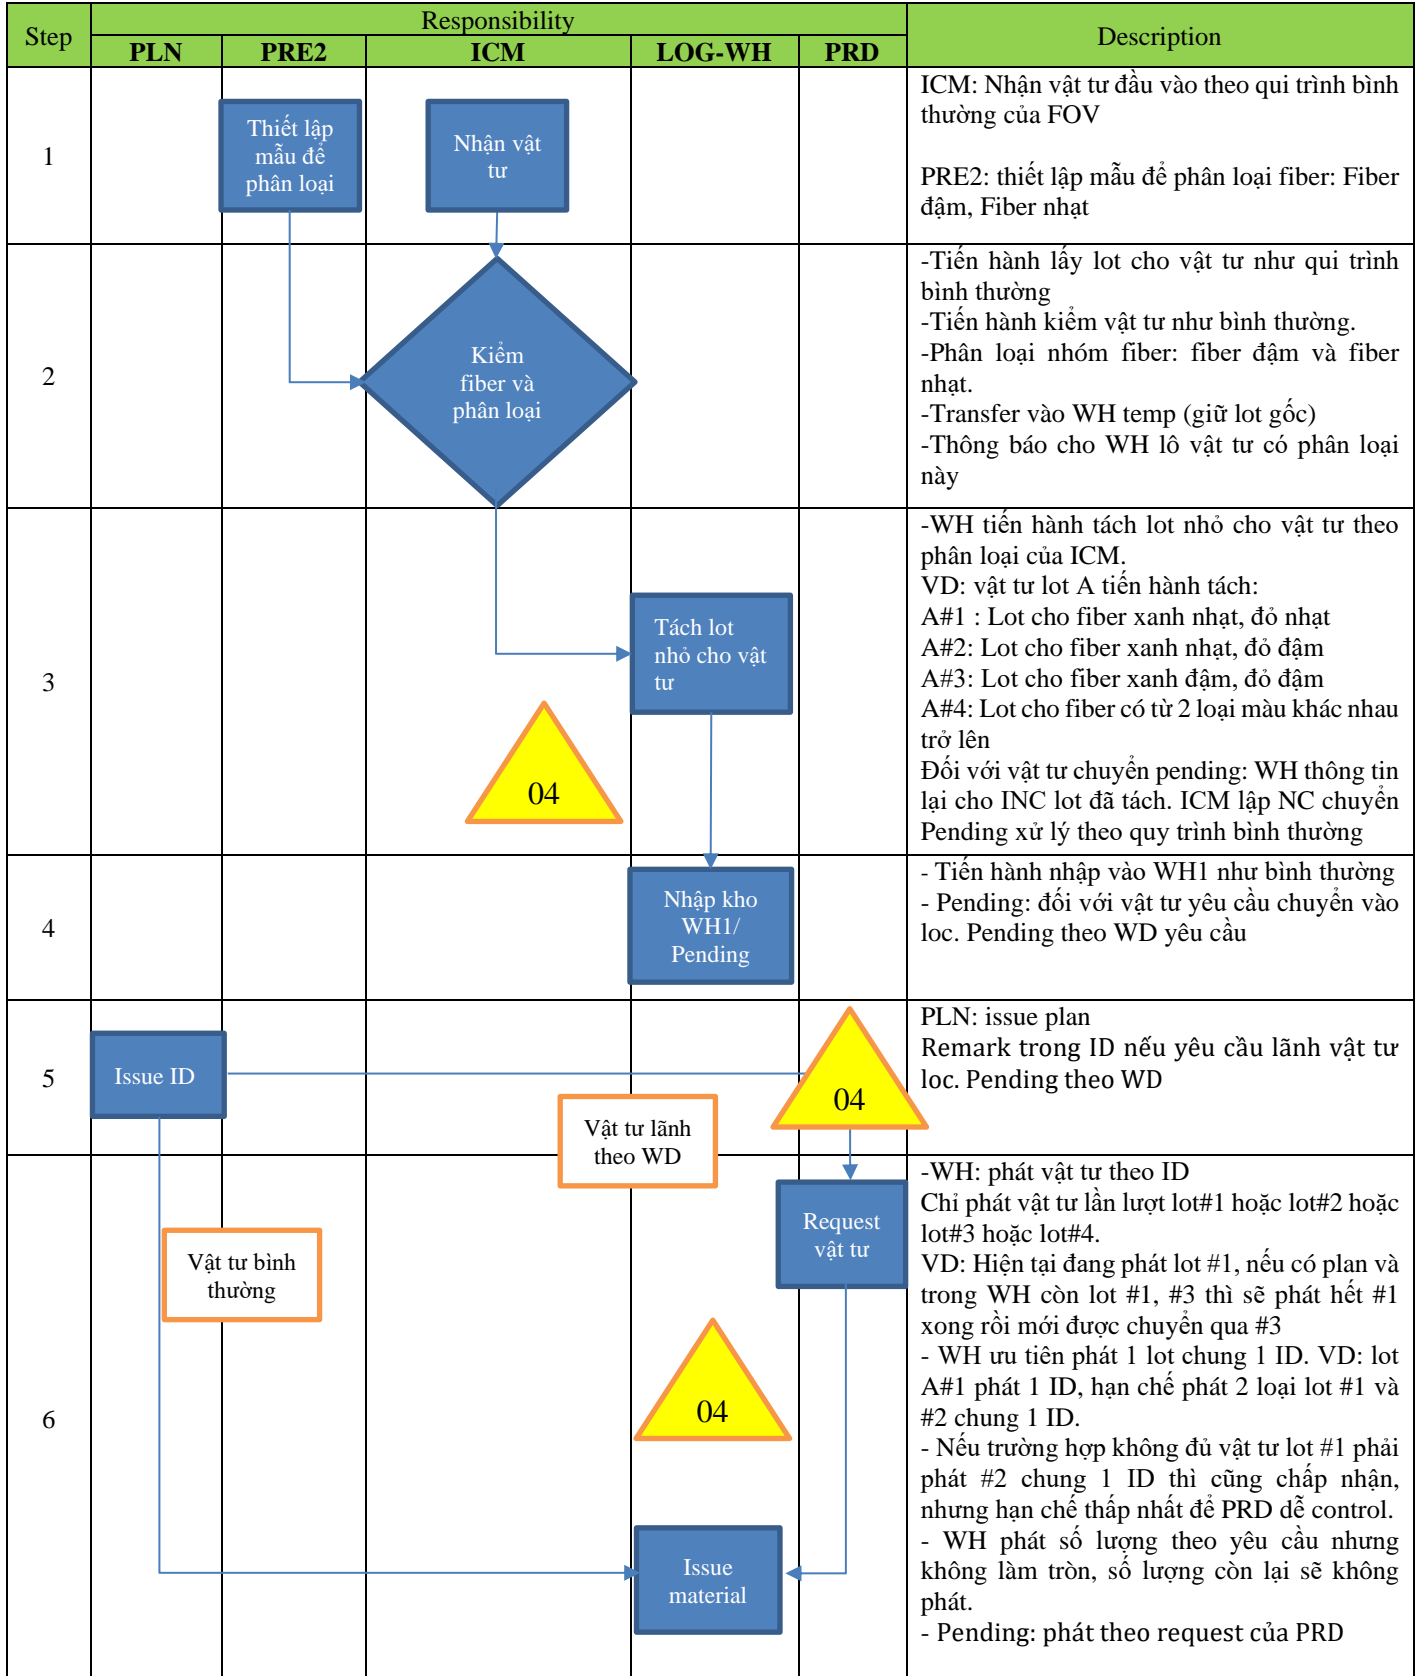 Step
Responsibility
Description
PLN
PRE2
ICM
LOG-WH
PRD
1
Thiết lập
mẫu để
phân loại
Nhận vật
tư
ICM: Nhận vật tư đầu vào theo qui trình bình
thường của FOV
PRE2: thiết lập mẫu để phân loại fiber: Fiber
đậm, Fiber nhạt
2
Kiểm
fiber và
phân loại
-Tiến hành lấy lot cho vật tư như qui trình
bình thường
-Tiến hành kiểm vật tư như bình thường.
-Phân loại nhóm fiber: fiber đậm và fiber
nhạt.
-Transfer vào WH temp (giữ lot gốc)
-Thông báo cho WH lô vật tư có phân loại
này
3
Tách lot
nhỏ cho vật
tư
04
-WH tiến hành tách lot nhỏ cho vật tư theo
phân loại của ICM.
VD: vật tư lot A tiến hành tách:
A#1 : Lot cho fiber xanh nhạt, đỏ nhạt
A#2: Lot cho fiber xanh nhạt, đỏ đậm
A#3: Lot cho fiber xanh đậm, đỏ đậm
A#4: Lot cho fiber có từ 2 loại màu khác nhau
trở lên
Đối với vật tư chuyển pending: WH thông tin
lại cho INC lot đã tách. ICM lập NC chuyển
Pending xử lý theo quy trình bình thường
4
Nhập kho
WH1/
Pending
- Tiến hành nhập vào WH1 như bình thường
- Pending: đối với vật tư yêu cầu chuyển vào
loc. Pending theo WD yêu cầu
5
Issue ID
04
Vật tư lãnh
theo WD
PLN: issue plan
Remark trong ID nếu yêu cầu lãnh vật tư
loc. Pending theo WD
6
Vật tư bình
thường
Request
vật tư
04
Issue
material
-WH: phát vật tư theo ID
Chỉ phát vật tư lần lượt lot#1 hoặc lot#2 hoặc
lot#3 hoặc lot#4.
VD: Hiện tại đang phát lot #1, nếu có plan và
trong WH còn lot #1, #3 thì sẽ phát hết #1
xong rồi mới được chuyển qua #3
- WH ưu tiên phát 1 lot chung 1 ID. VD: lot
A#1 phát 1 ID, hạn chế phát 2 loại lot #1 và
#2 chung 1 ID.
- Nếu trường hợp không đủ vật tư lot #1 phải
phát #2 chung 1 ID thì cũng chấp nhận,
nhưng hạn chế thấp nhất để PRD dễ control.
- WH phát số lượng theo yêu cầu nhưng
không làm tròn, số lượng còn lại sẽ không
phát.
- Pending: phát theo request của PRD